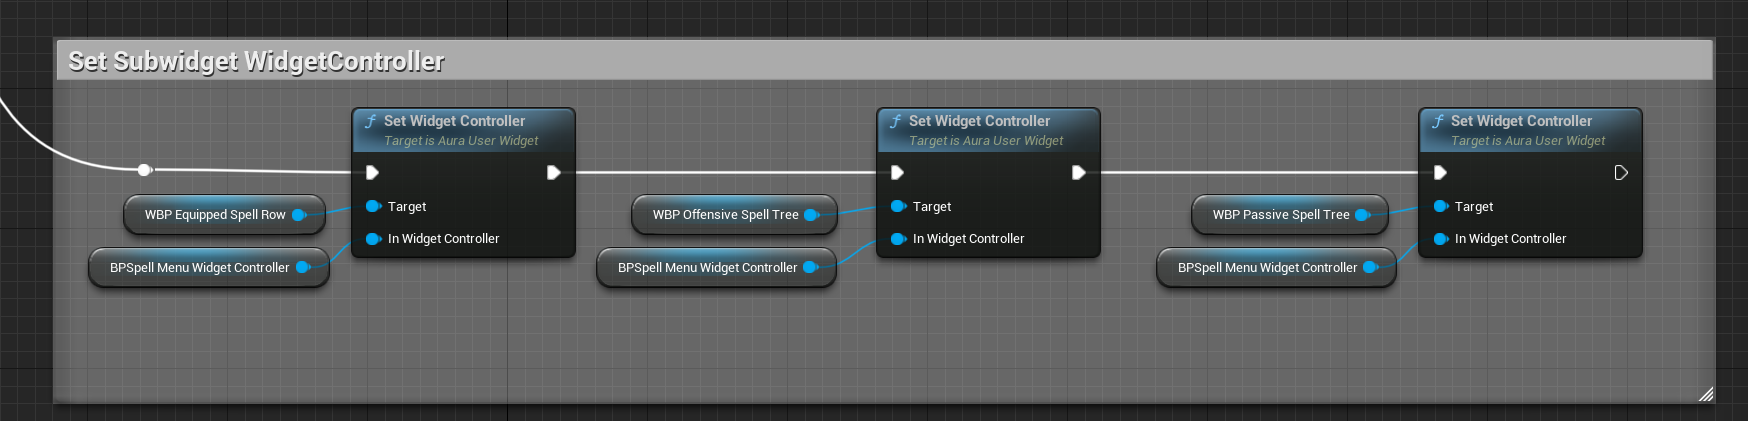 Set Subwidget WidgetController
f Set Widget Controller
Target is Aura User Widget
WBP Equipped Spell Row
Target
BPSpell Menu Widget Controller
In Widget Controller
f Set Widget Controller
Target is Aura User Widget
WBP Offensive Spell Tree
Target
BPSpell Menu Widget Controller
In Widget Controller
f Set Widget Controller
Target is Aura User Widget
WBP Passive Spell Tree
Target
BPSpell Menu Widget Controller
In Widget Controller